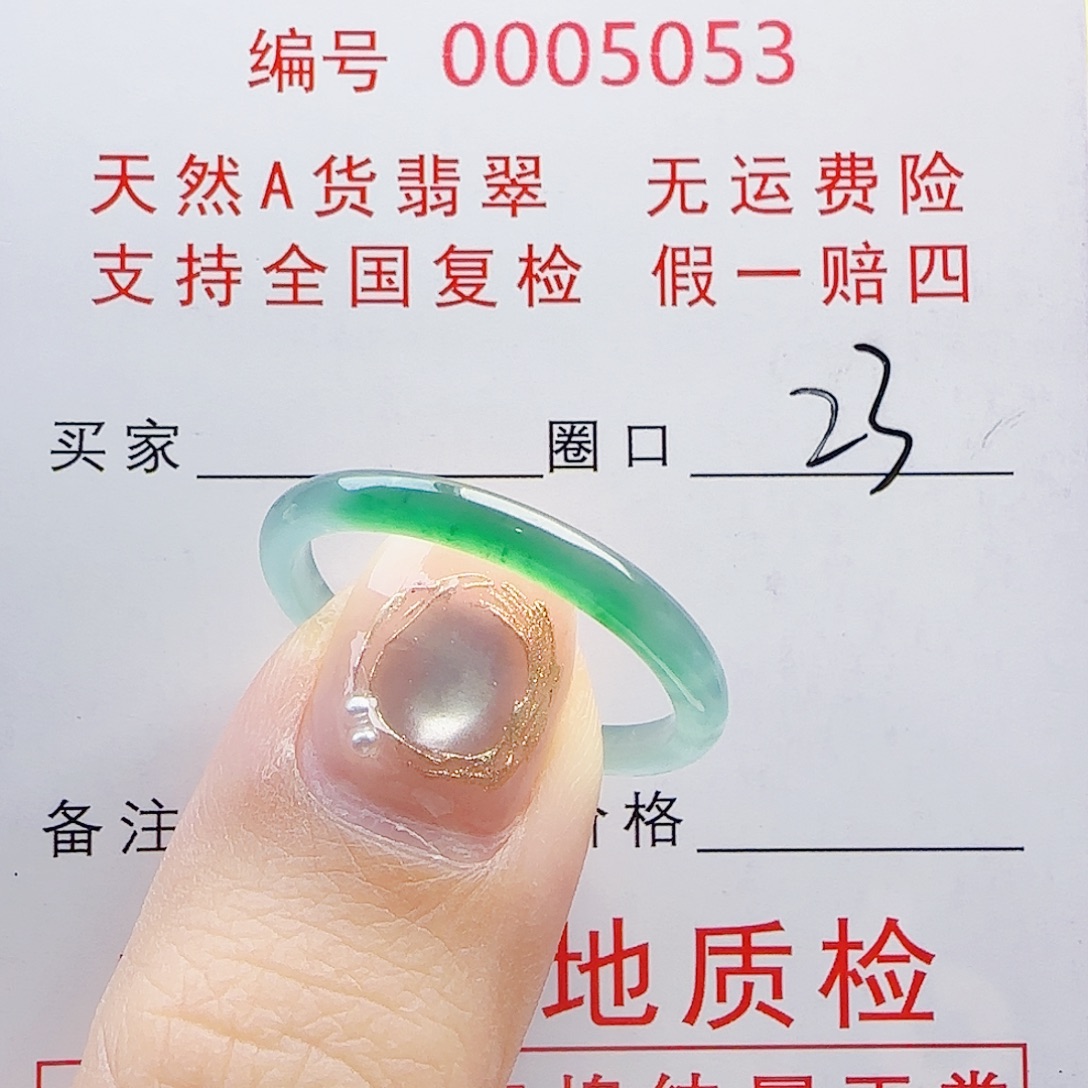 编号 0005053
天然A货翡翠 无运费险
支持全国复检 假一赔四
买家 圈口 23
备注 价格
地质检